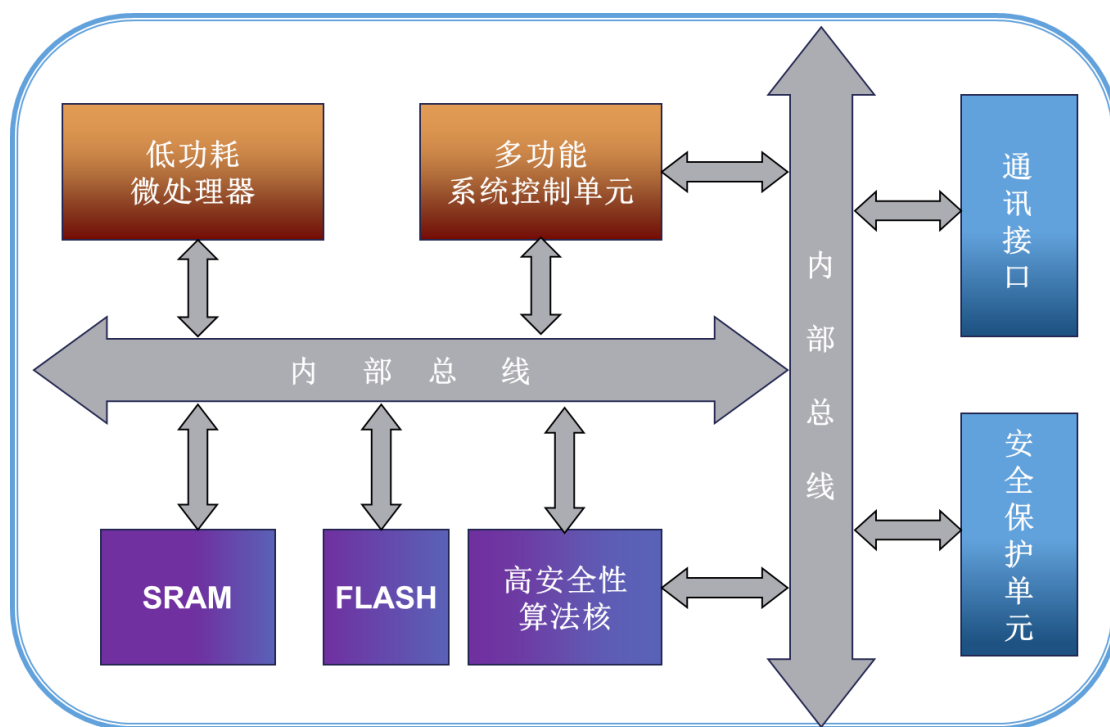 低功耗
微处理器
多功能
系统控制单元
通讯接口
内部总线
内部总线
SRAM
FLASH
高安全性
算法核
安全保护单元